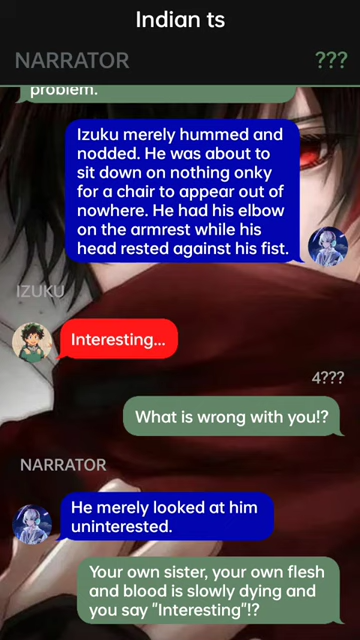 Indian ts
NARRATOR
???
problem.
Izuku merely hummed and
nodded. He was about to
sit down on nothing onky
for a chair to appear out of
nowhere. He had his elbow
on the armrest while his
head rested against his fist.
IZUKU
Interesting...
4???
What is wrong with you!?
NARRATOR
He merely looked at him
uninterested.
Your own sister, your own flesh
and blood is slowly dying and
you say "Interesting"!?